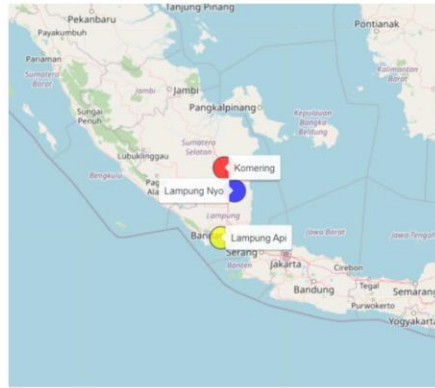 Tanjung Pinang
Pekanbaru
Payakumbuh
Pontianak
Pariaman
Sumatera
Barat
Kalimantan
Barat
Sungai
Penuh
Jambi
Jambi
Pangkalpinang
Kepulauan
Bangka
Belitung
Sumatera
Selatan
Lubuklinggau
Bengkulu
Komering
Lampung Nyo
Lampung
Lampung Api
Serang
Banten
Jakarta
Jawa Barat
Jawa Tengah
Cirebon
Bandung
Tegal
Semarang
Purwokerto
Yogyakarta